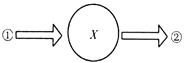 ① X ②